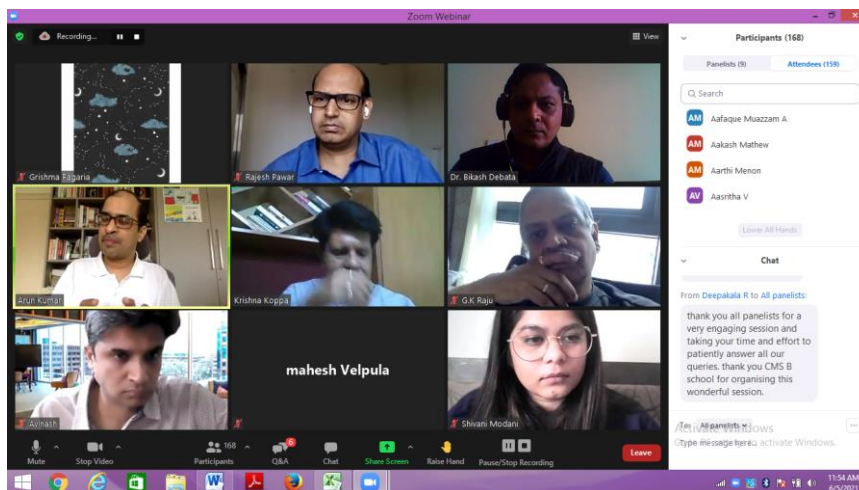 Zoom Webinar
Recording...
View
Grishma Fagaria
Rajesh Pawar
Dr. Bikash Debata
Arun Kumar
Krishna Koppa
G.K Raju
Avinash
mahesh Velpula
Shivani Modani
Mute
Stop Video
168
Participants
6
Q&A
Chat
Share Screen
Raise Hand
Pause/Stop Recording
Leave
Participants (168)
Panelists (9)
Attendees (159)
Search
AM Aafaque Muazzam A
AM Aakash Mathew
AM Aarthi Menon
AV Aasritha V
Lower All Hands
Chat
From Deepakala R to All panelists:
thank you all panelists for a
very engaging session and
taking your time and effort to
patiently answer all our
queries. thank you CMS B
school for organising this
wonderful session.
To: All panelists
Activate Windows
Type message here..
activate Windows.
11:54 AM